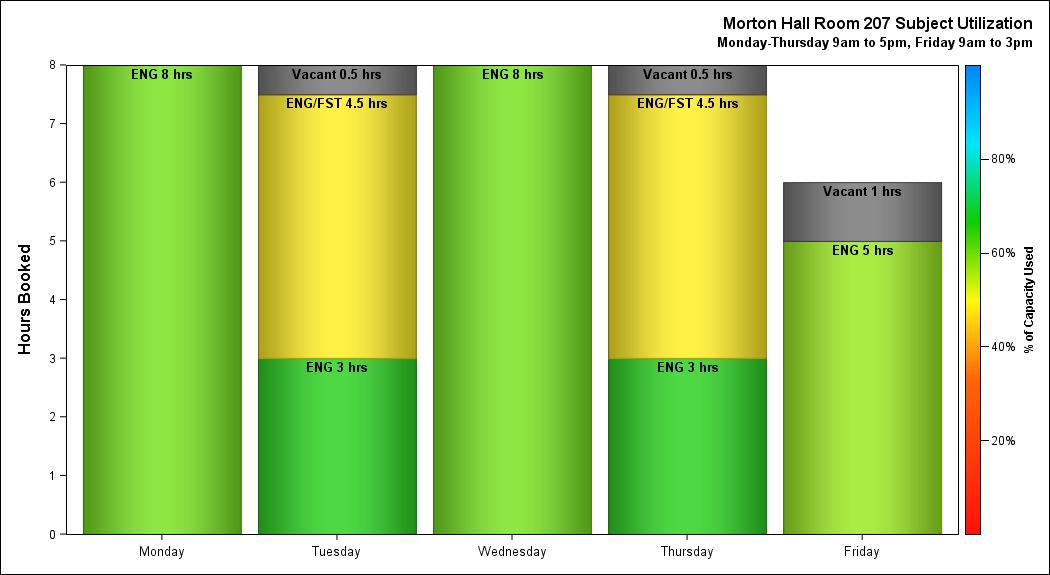 Morton Hall Room 207 Subject Utilization
Monday-Thursday 9am to 5pm, Friday 9am to 3pm
Hours Booked
8
7
6
5
4
3
2
1
0
ENG 8 hrs
Vacant 0.5 hrs
ENG/FST 4.5 hrs
ENG 3 hrs
ENG 8 hrs
Vacant 0.5 hrs
ENG/FST 4.5 hrs
ENG 3 hrs
Vacant 1 hrs
ENG 5 hrs
Monday
Tuesday
Wednesday
Thursday
Friday
80%
60%
40%
20%
% of Capacity Used